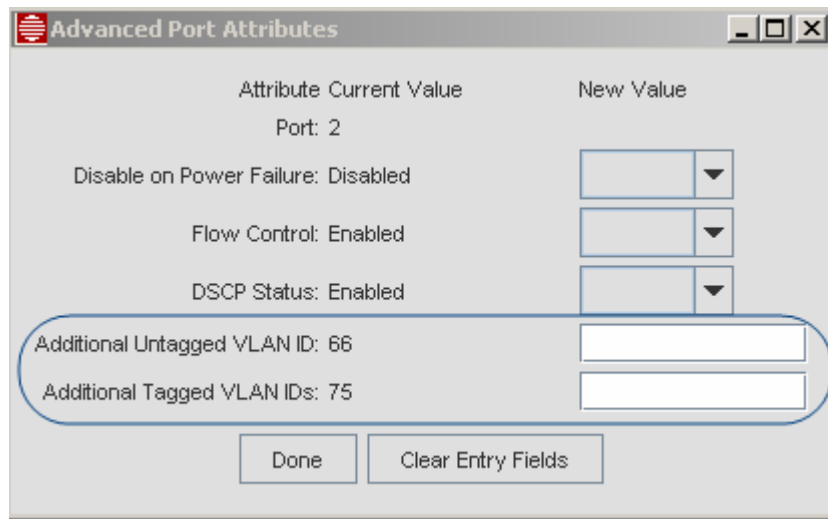 Advanced Port Attributes
Attribute Current Value New Value
Port: 2
Disable on Power Failure: Disabled
Flow Control: Enabled
DSCP Status: Enabled
Additional Untagged VLAN ID: 66
Additional Tagged VLAN IDs: 75
Done Clear Entry Fields